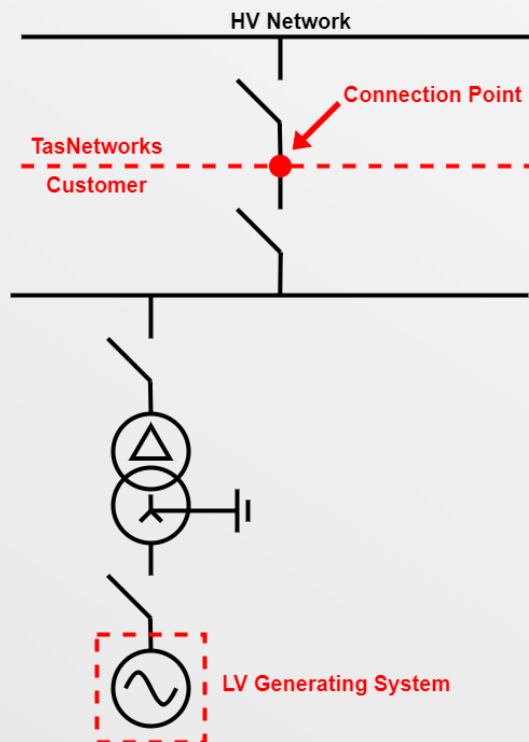 HV Network
Connection Point
TasNetworks
Customer
LV Generating System